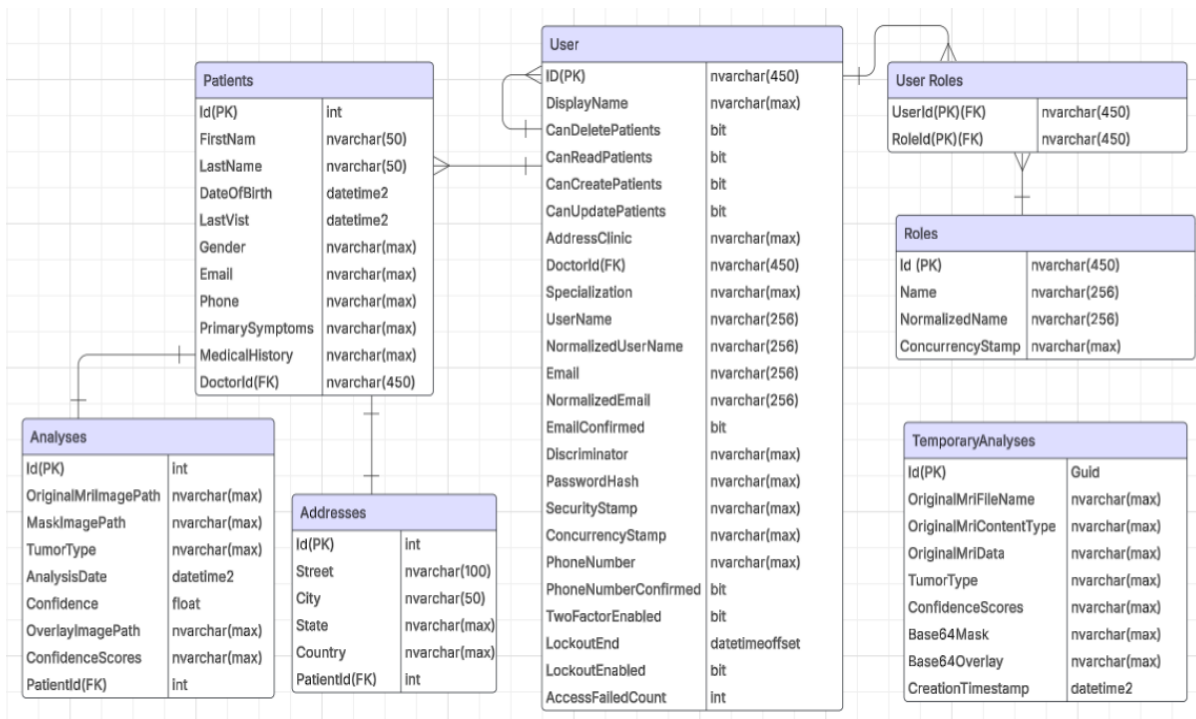 Patients
Id(PK) int
FirstNam nvarchar(50)
LastName nvarchar(50)
DateOfBirth datetime2
LastVist datetime2
Gender nvarchar(max)
Email nvarchar(max)
Phone nvarchar(max)
PrimarySymptoms nvarchar(max)
MedicalHistory nvarchar(max)
DoctorId(FK) nvarchar(450)
User
ID(PK) nvarchar(450)
DisplayName nvarchar(max)
CanDeletePatients bit
CanReadPatients bit
CanCreatePatients bit
CanUpdatePatients bit
AddressClinic nvarchar(max)
DoctorId(FK) nvarchar(450)
Specialization nvarchar(max)
UserName nvarchar(256)
NormalizedUserName nvarchar(256)
Email nvarchar(256)
NormalizedEmail nvarchar(256)
EmailConfirmed bit
Discriminator nvarchar(max)
PasswordHash nvarchar(max)
SecurityStamp nvarchar(max)
ConcurrencyStamp nvarchar(max)
PhoneNumber nvarchar(max)
PhoneNumberConfirmed bit
TwoFactorEnabled bit
LockoutEnd datetimeoffset
LockoutEnabled bit
AccessFailedCount int
User Roles
UserId(PK)(FK) nvarchar(450)
RoleId(PK)(FK) nvarchar(450)
Roles
Id (PK) nvarchar(450)
Name nvarchar(256)
NormalizedName nvarchar(256)
ConcurrencyStamp nvarchar(max)
Analyses
Id(PK) int
OriginalMriImagePath nvarchar(max)
MaskImagePath nvarchar(max)
TumorType nvarchar(max)
AnalysisDate datetime2
Confidence float
OverlayImagePath nvarchar(max)
ConfidenceScores nvarchar(max)
PatientId(FK) int
Addresses
Id(PK) int
Street nvarchar(100)
City nvarchar(50)
State nvarchar(max)
Country nvarchar(max)
PatientId(FK) int
TemporaryAnalyses
Id(PK) Guid
OriginalMriFileName nvarchar(max)
OriginalMriContentType nvarchar(max)
OriginalMriData nvarchar(max)
TumorType nvarchar(max)
ConfidenceScores nvarchar(max)
Base64Mask nvarchar(max)
Base64Overlay nvarchar(max)
CreationTimestamp datetime2